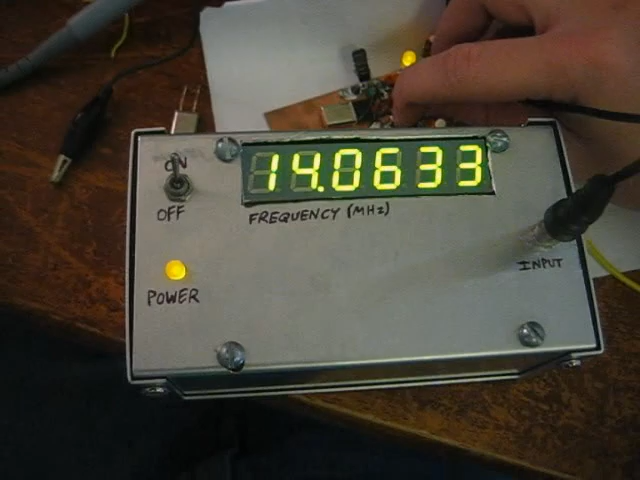 ON
14.0633
OFF
FREQUENCY (MHz)
INPUT
POWER